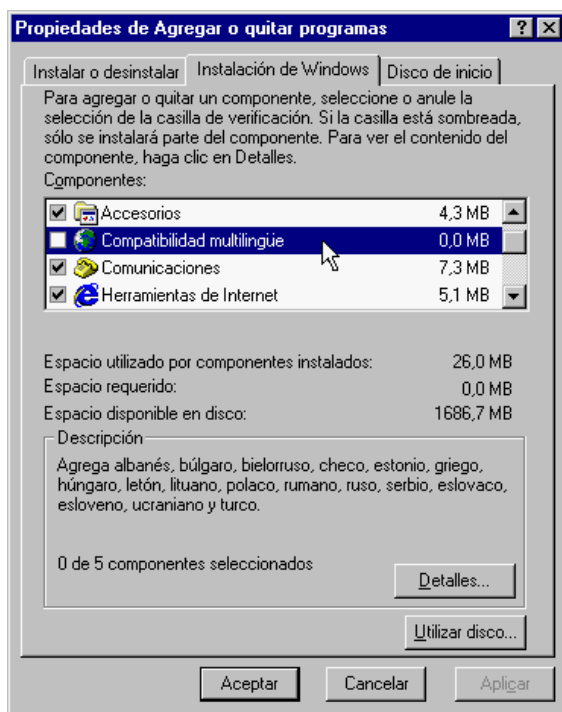 Propiedades de Agregar o quitar programas
Instalar o desinstalar Instalación de Windows Disco de inicio
Para agregar o quitar un componente, seleccione o anule la
selección de la casilla de verificación. Si la casilla está sombreada,
sólo se instalará parte del componente. Para ver el contenido del
componente, haga clic en Detalles.
Componentes:
Accesorios 4,3 MB
Compatibilidad multilingüe 0,0 MB
Comunicaciones 7,3 MB
Herramientas de Internet 5,1 MB
Espacio utilizado por componentes instalados: 26,0 MB
Espacio requerido: 0,0 MB
Espacio disponible en disco: 1686,7 MB
Descripción
Agrega albanés, búlgaro, bielorruso, checo, estonio, griego,
húngaro, letón, lituano, polaco, rumano, ruso, serbio, eslovaco,
esloveno, ucraniano y turco.
0 de 5 componentes seleccionados
Detalles...
Utilizar disco...
Aceptar Cancelar Aplicar